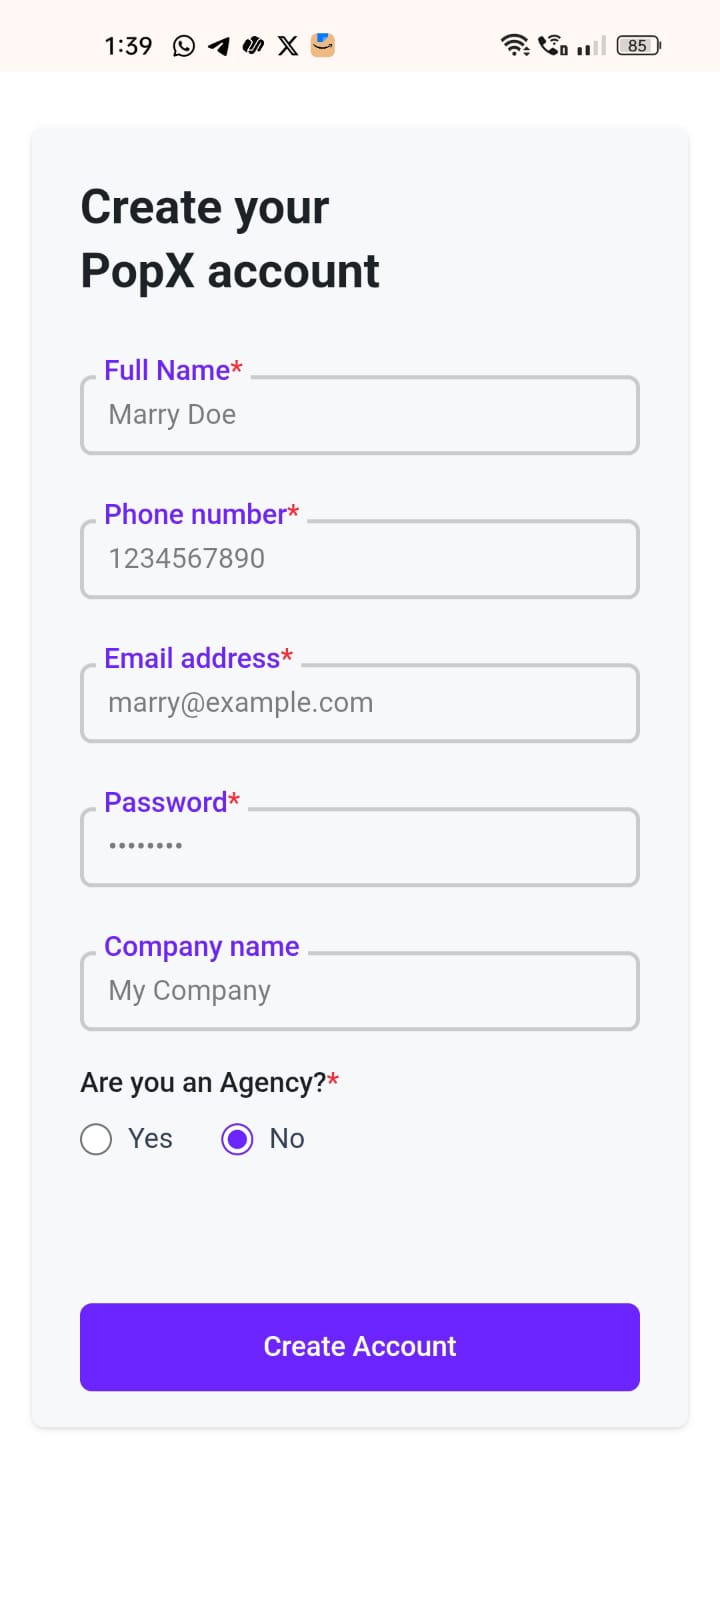 1:39
85
Create your
PopX account
Full Name*
Marry Doe
Phone number*
1234567890
Email address*
marry@example.com
Password*
••••••••
Company name
My Company
Are you an Agency?*
Yes No
Create Account